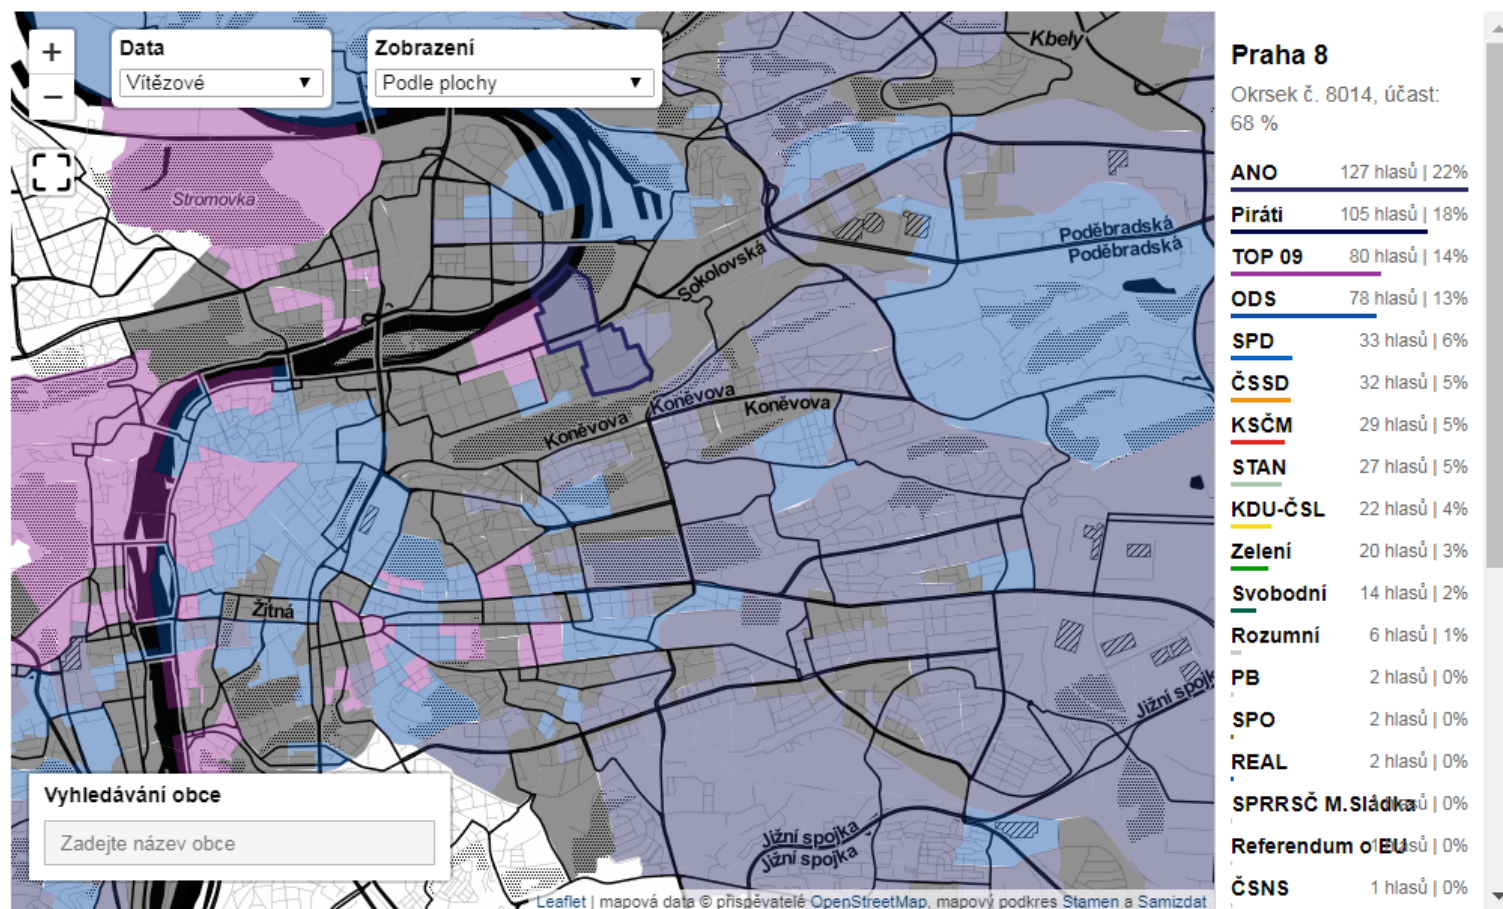 +
−
Data
Vítězové ▼
Zobrazení
Podle plochy ▼
Kbely
Stromovka
Poděbradská
Poděbradská
Sokolovská
Koněvova
Koněvova
Koněvova
Žitná
Jižní spojk
Jižní spojka
Jižní spojka
Vyhledávání obce
Zadejte název obce
Leaflet | mapová data © přispěvatelé OpenStreetMap, mapový podkres Stamen a Samizdat
Praha 8
Okrsek č. 8014, účast:
68 %
ANO 127 hlasů | 22%
Piráti 105 hlasů | 18%
TOP 09 80 hlasů | 14%
ODS 78 hlasů | 13%
SPD 33 hlasů | 6%
ČSSD 32 hlasů | 5%
KSČM 29 hlasů | 5%
STAN 27 hlasů | 5%
KDU-ČSL 22 hlasů | 4%
Zelení 20 hlasů | 3%
Svobodní 14 hlasů | 2%
Rozumní 6 hlasů | 1%
PB 2 hlasů | 0%
SPO 2 hlasů | 0%
REAL 2 hlasů | 0%
SPRRSČ M.Sládka | 0%
Referendum o EU 1 hlasů | 0%
ČSNS 1 hlasů | 0%